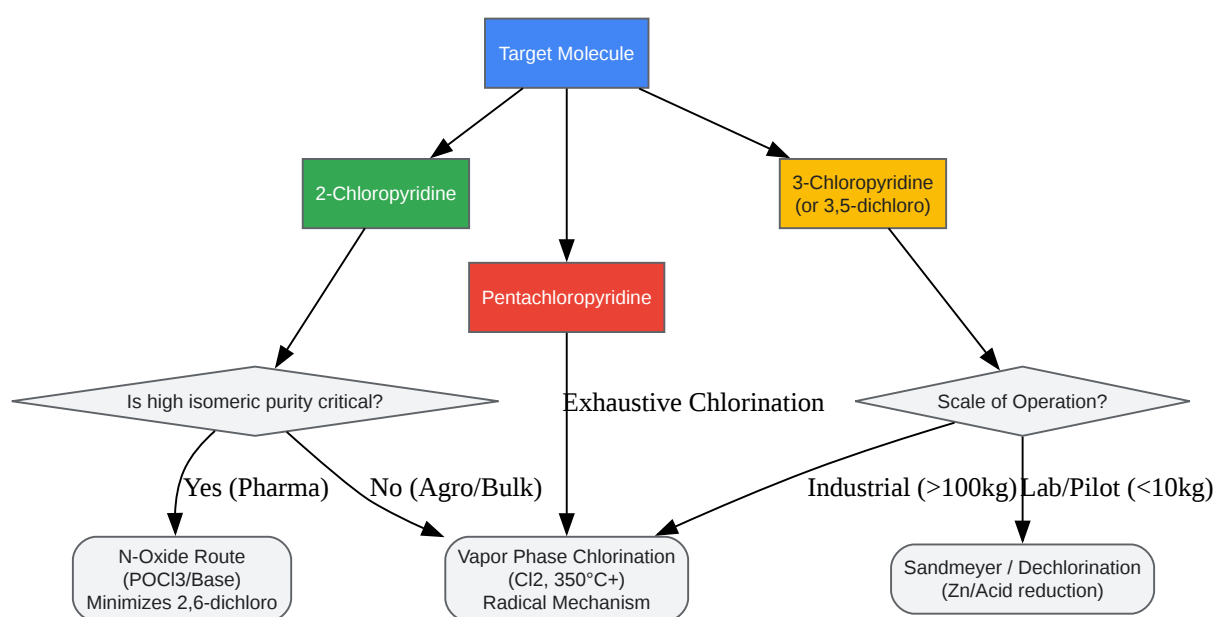 Target Molecule
2-Chloropyridine
3-Chloropyridine
(or 3,5-dichloro)
Pentachloropyridine
Is high isomeric purity critical?
Exhaustive Chlorination
Scale of Operation?
Yes (Pharma)
No (Agro/Bulk)
Industrial (>100kg)
Lab/Pilot (<10kg)
N-Oxide Route
(POCl3/Base)
Minimizes 2,6-dichloro
Vapor Phase Chlorination
(Cl2, 350°C+)
Radical Mechanism
Sandmeyer / Dechlorination
(Zn/Acid reduction)